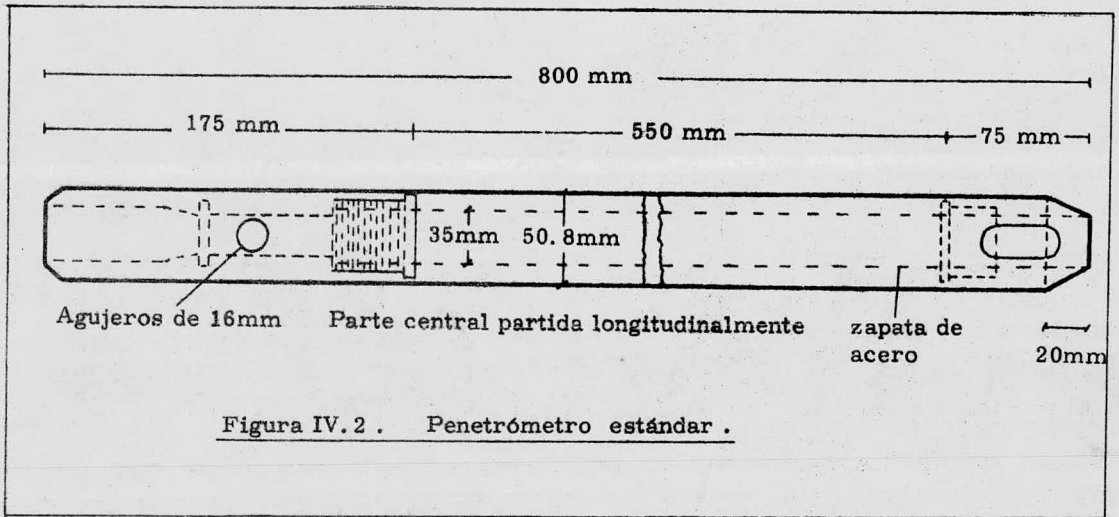 800 mm
175 mm 550 mm 75 mm
35mm 50.8mm
Agujeros de 16mm Parte central partida longitudinalmente zapata de
acero 20mm
Figura IV.2. Penetrómetro estándar.